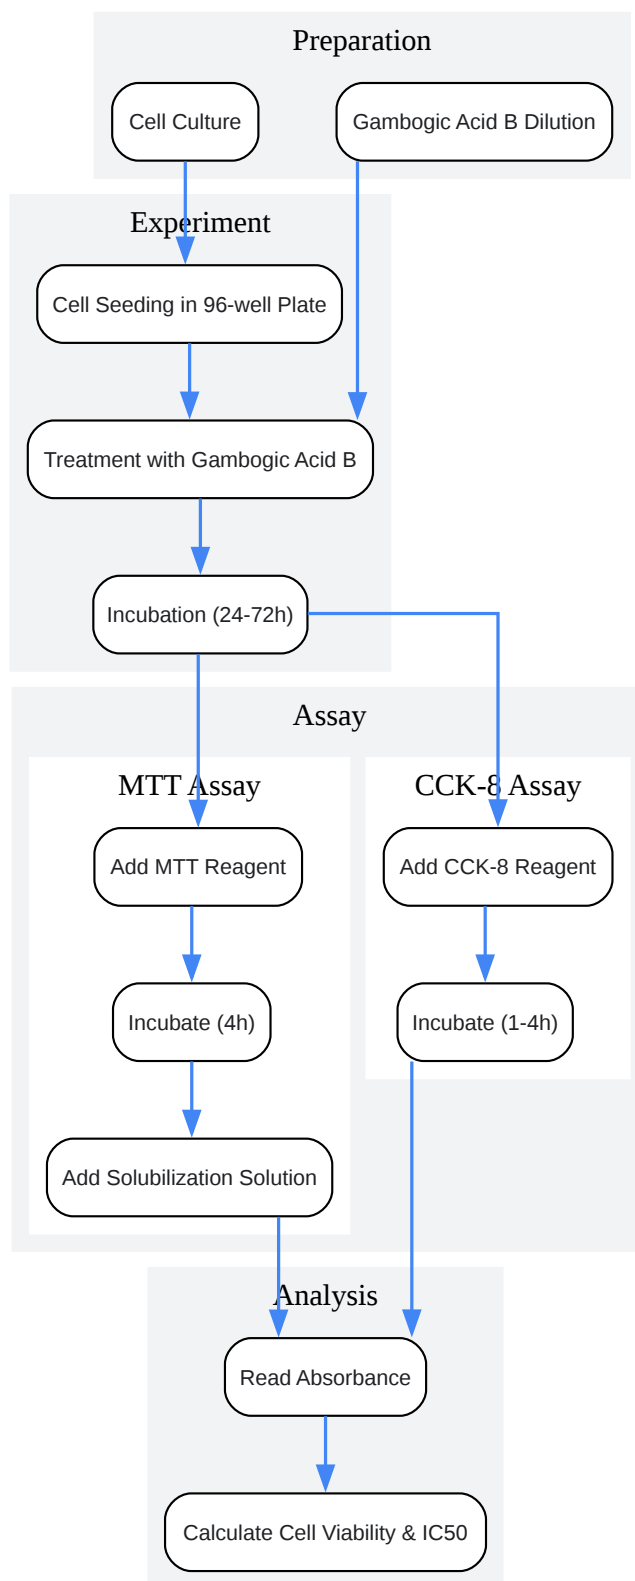 Preparation
Cell Culture
Gambogic Acid B Dilution
Experiment
Cell Seeding in 96-well Plate
Treatment with Gambogic Acid B
Incubation (24-72h)
Assay
MTT Assay
CCK-8 Assay
Add MTT Reagent
Add CCK-8 Reagent
Incubate (4h)
Incubate (1-4h)
Add Solubilization Solution
Analysis
Read Absorbance
Calculate Cell Viability & IC50